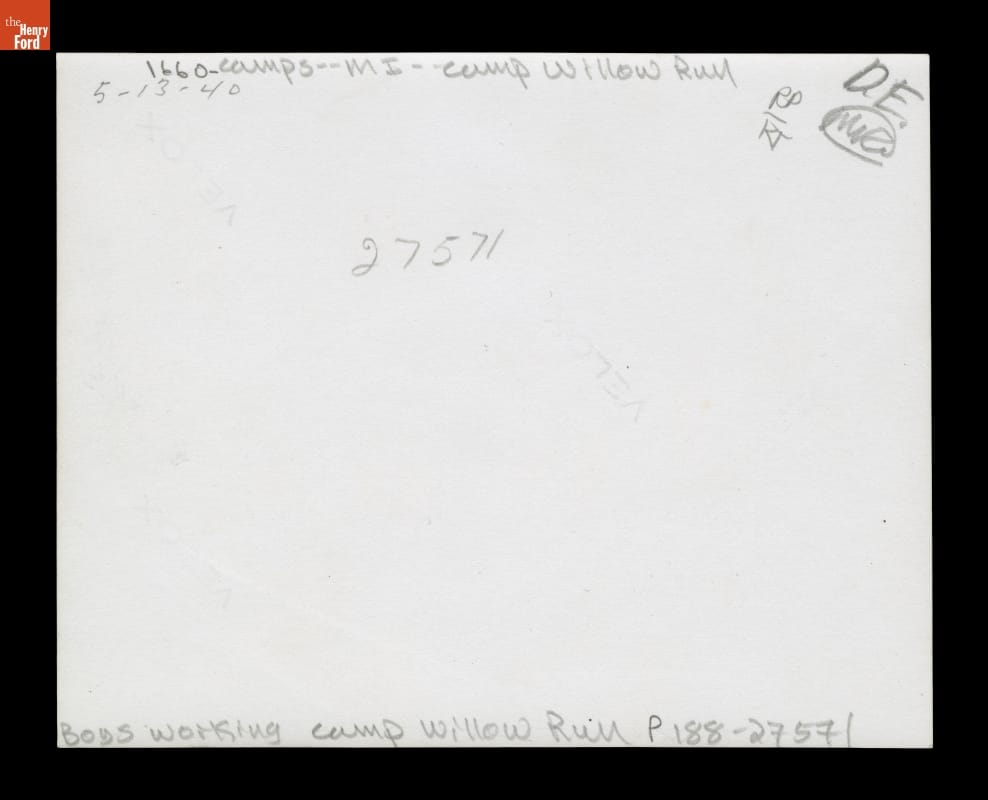 the
Henry
Ford
1660-camps--MI--camp Willow Run
5-13-40
D.E.
27571
VELO
Boys working camp Willow Run P188-27571